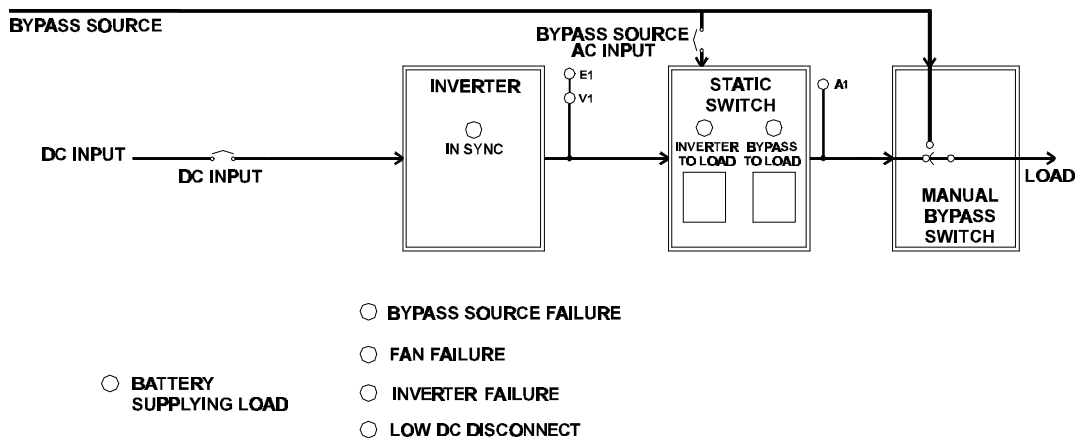 BYPASS SOURCE
BYPASS SOURCE
AC INPUT
INVERTER
E1
V1
IN SYNC
STATIC
SWITCH
INVERTER
TO LOAD
BYPASS
TO LOAD
A1
DC INPUT
DC INPUT
LOAD
MANUAL
BYPASS
SWITCH
BYPASS SOURCE FAILURE
FAN FAILURE
BATTERY
SUPPLYING LOAD
INVERTER FAILURE
LOW DC DISCONNECT